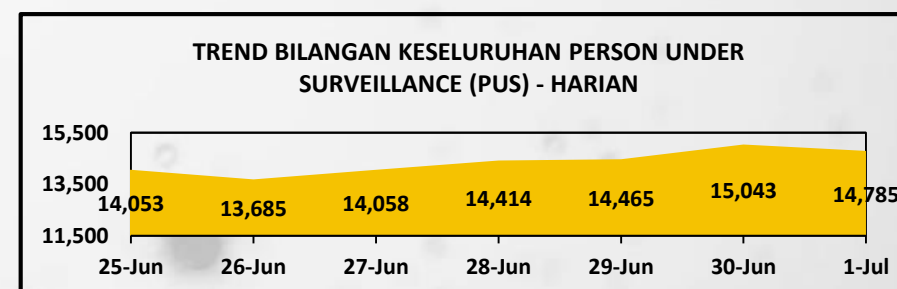 TREND BILANGAN KESELURUHAN PERSON UNDER
SURVEILLANCE (PUS) - HARIAN
15,500
13,500
11,500
14,053 13,685 14,058 14,414 14,465 15,043 14,785
25-Jun 26-Jun 27-Jun 28-Jun 29-Jun 30-Jun 1-Jul